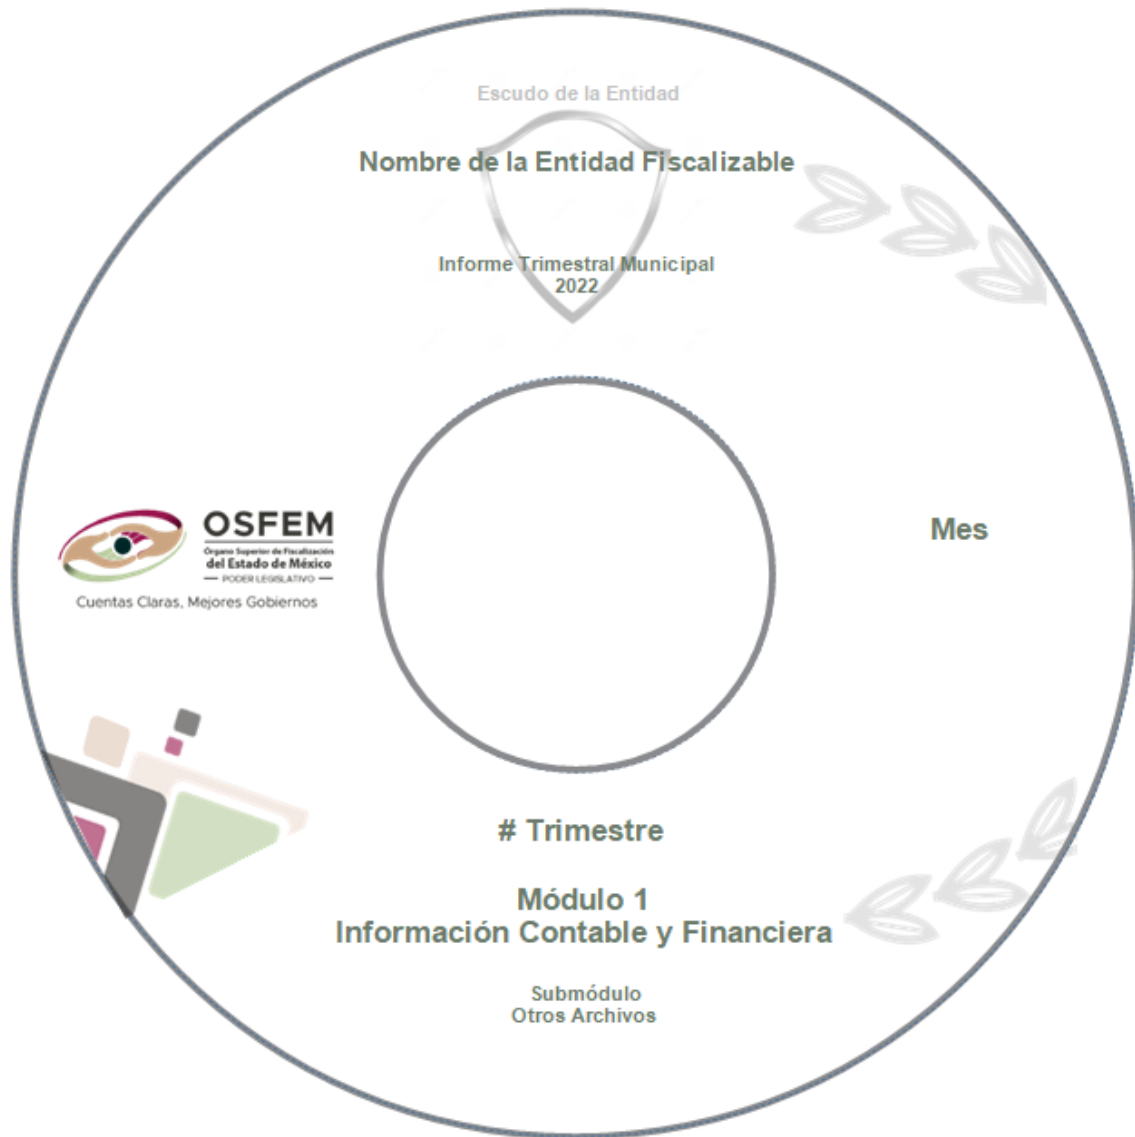 Escudo de la Entidad
Nombre de la Entidad Fiscalizable
Informe Trimestral Municipal
2022
OSFEM
Órgano Superior de Fiscalización
del Estado de México
PODER LEGISLATIVO
Cuentas Claras, Mejores Gobiernos
Mes
# Trimestre
Módulo 1
Información Contable y Financiera
Submódulo
Otros Archivos